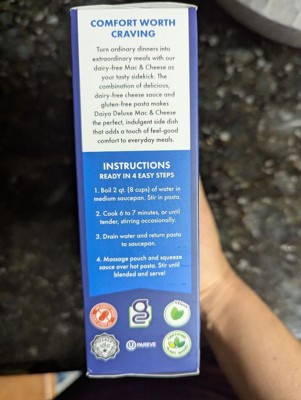 COMFORT WORTH
CRAVING
Turn ordinary dinners into
extraordinary meals with our
dairy-free Mac & Cheese as
your tasty sidekick. The
combination of delicious,
dairy-free cheese sauce and
gluten-free pasta makes
Daiya Deluxe Mac & Cheese
the perfect, indulgent side dish
that adds a touch of feel-good
comfort to everyday meals.
INSTRUCTIONS
READY IN 4 EASY STEPS
1. Boil 2 qt. (8 cups) of water in
medium saucepan. Stir in pasta.
2. Cook 6 to 7 minutes, or until
tender, stirring occasionally.
3. Drain water and return pasta
to saucepan.
4. Massage pouch and squeeze
sauce over hot pasta. Stir until
blended and serve!
VEGAN
U PAREVE